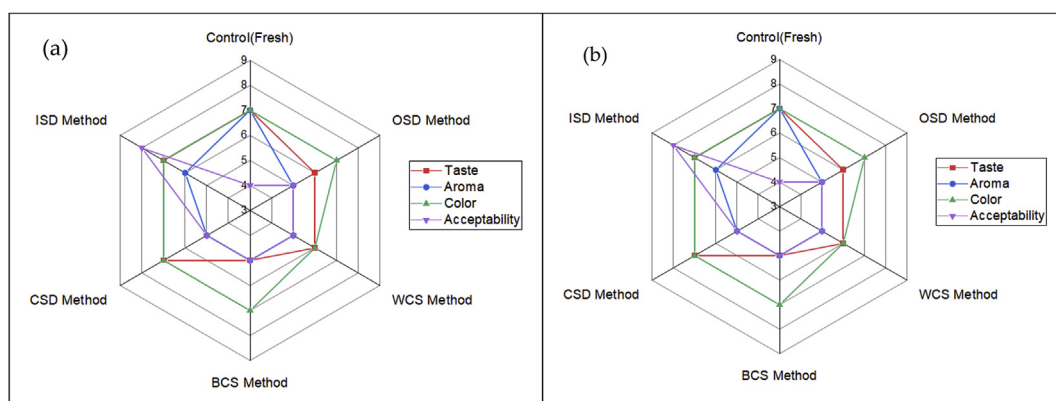 (a)
Control(Fresh)
9
8
7
6
5
4
3
ISD Method
OSD Method
CSD Method
WCS Method
BCS Method
Taste
Aroma
Color
Acceptability
(b)
Control(Fresh)
9
8
7
6
5
4
3
ISD Method
OSD Method
CSD Method
WCS Method
BCS Method
Taste
Aroma
Color
Acceptability